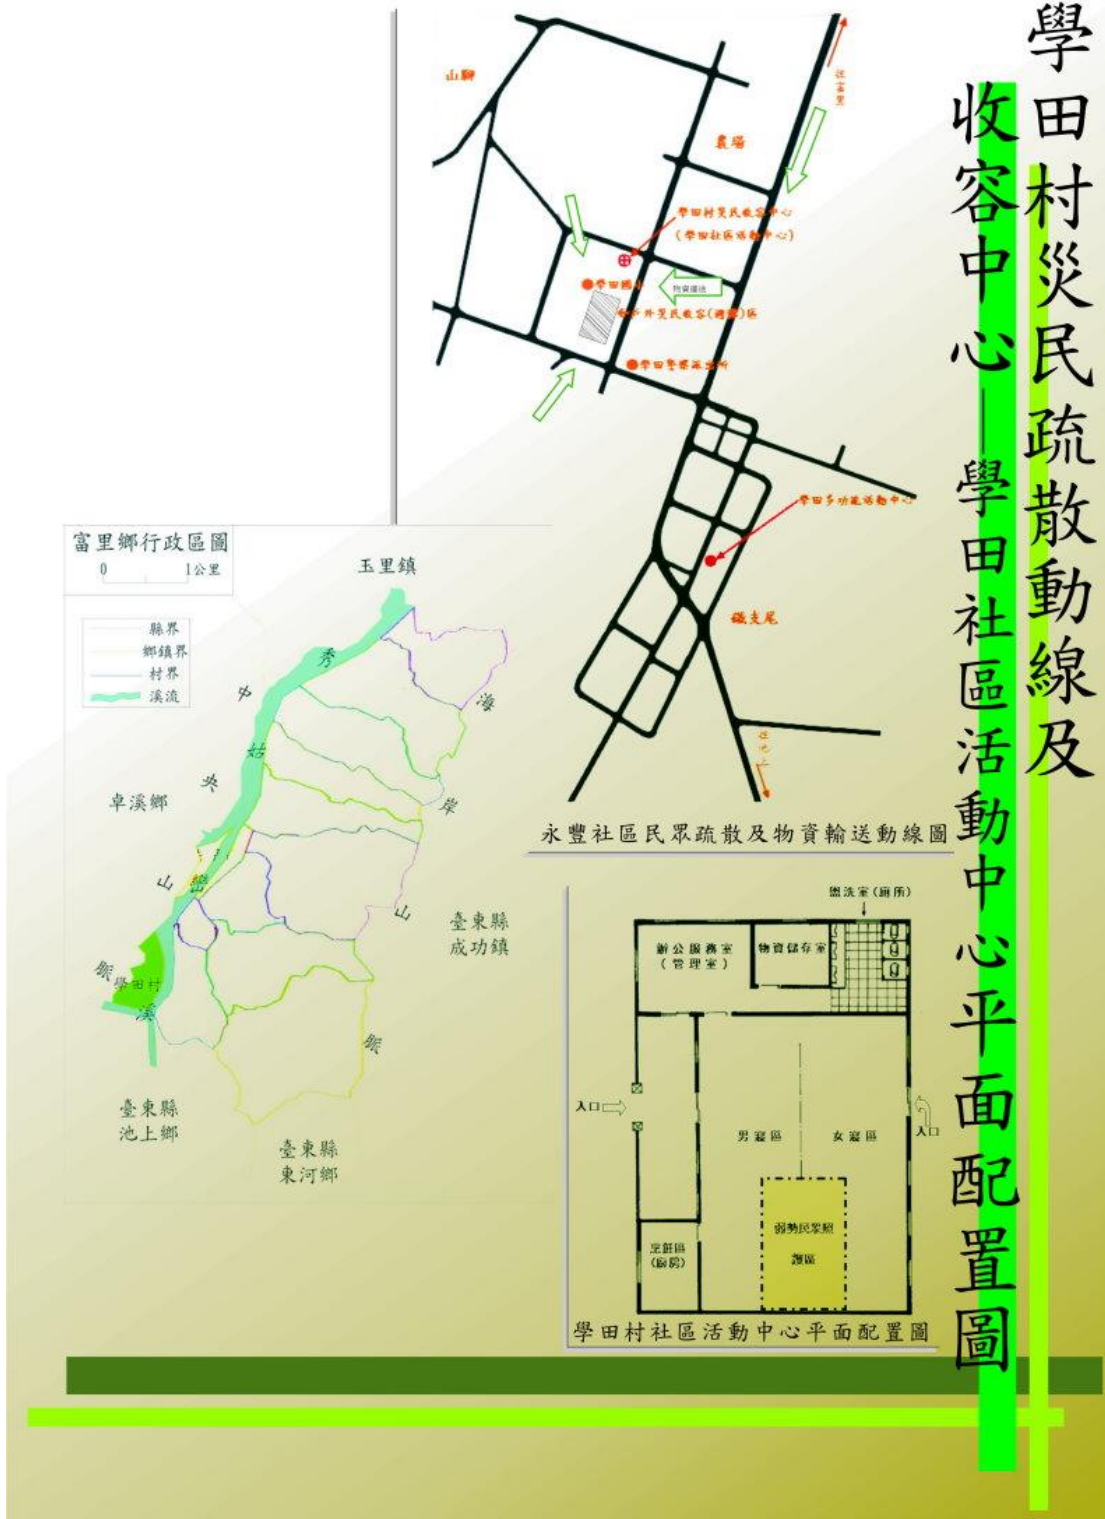 學田村災民疏散動線及
收容中心—學田社區活動中心平面配置圖
山腳
往富里
農場
學田村災民收容中心
(學田社區活動中心)
學田國小
物資運送
學田警察派出所
學田多功能活動中心
鐵支尾
往池上
永豐社區民眾疏散及物資輸送動線圖
富里鄉行政區圖
0 1公里
縣界
鄉鎮界
村界
溪流
玉里鎮
秀姑巒溪
中央山脈
海岸山脈
卓溪鄉
學田村
臺東縣
成功鎮
臺東縣
池上鄉
臺東縣
東河鄉
盥洗室(廁所)
辦公服務室
(管理室)
物資儲存室
入口
男寢區
女寢區
入口
弱勢民眾照
護區
烹飪區
(廚房)
學田村社區活動中心平面配置圖